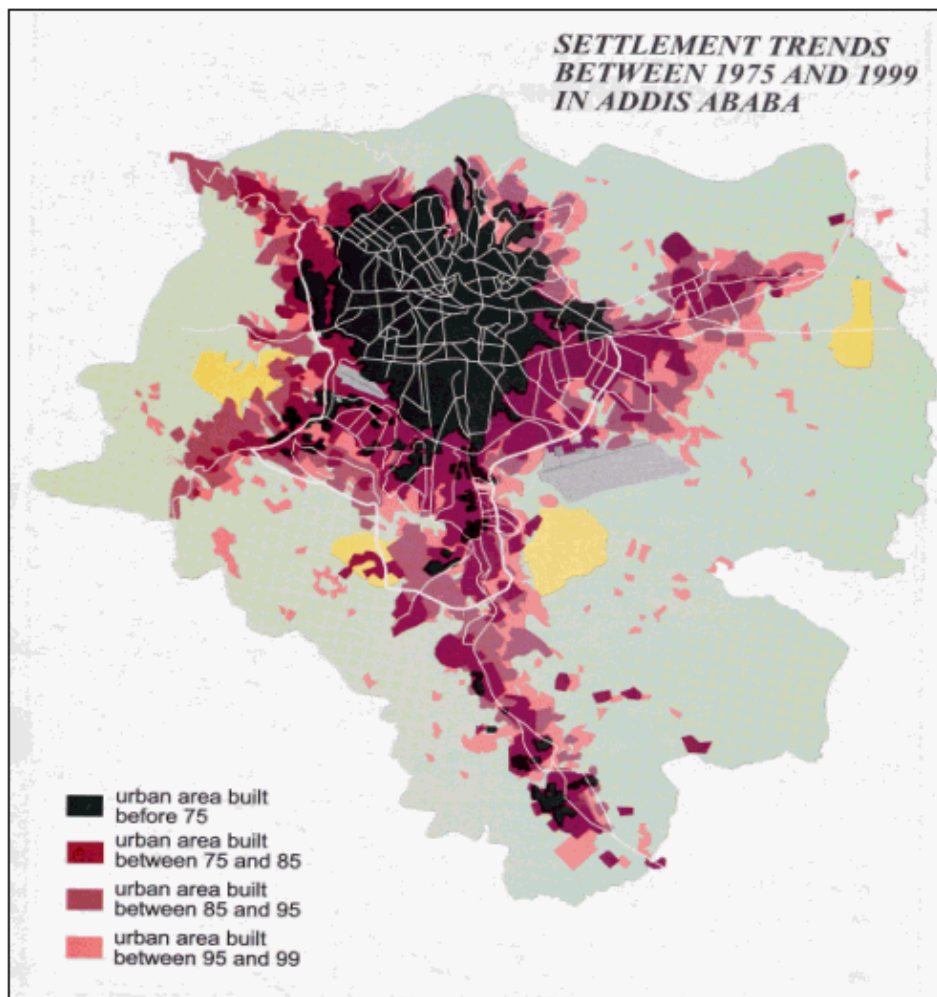 SETTLEMENT TRENDS
BETWEEN 1975 AND 1999
IN ADDIS ABABA
urban area built
before 75
urban area built
between 75 and 85
urban area built
between 85 and 95
urban area built
between 95 and 99